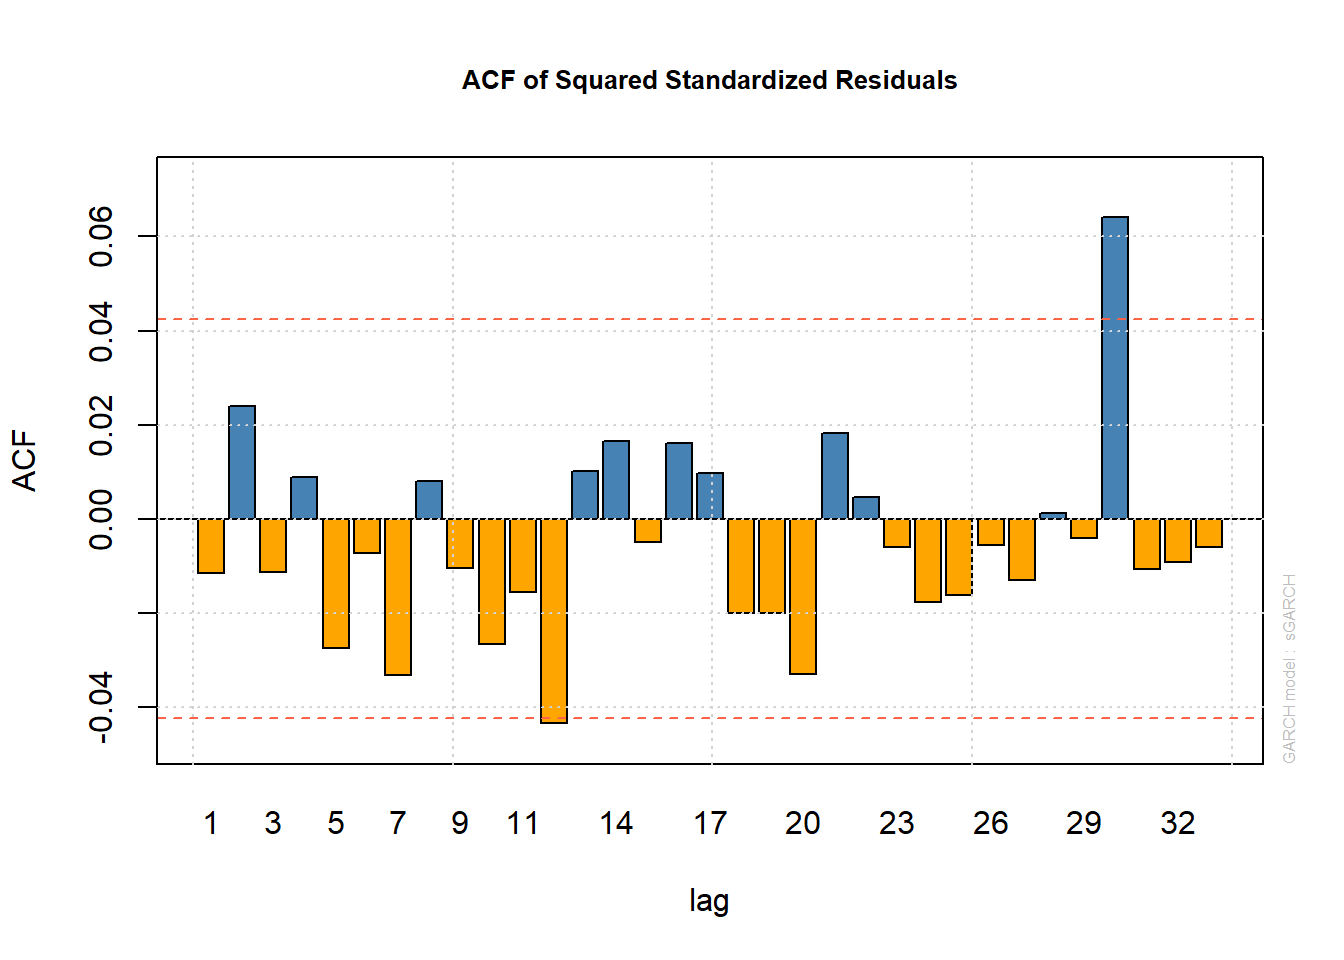 ACF of Squared Standardized Residuals
ACF
0.06
0.04
0.02
0.00
-0.04
1 3 5 7 9 11 14 17 20 23 26 29 32
lag
GARCH model : sGARCH